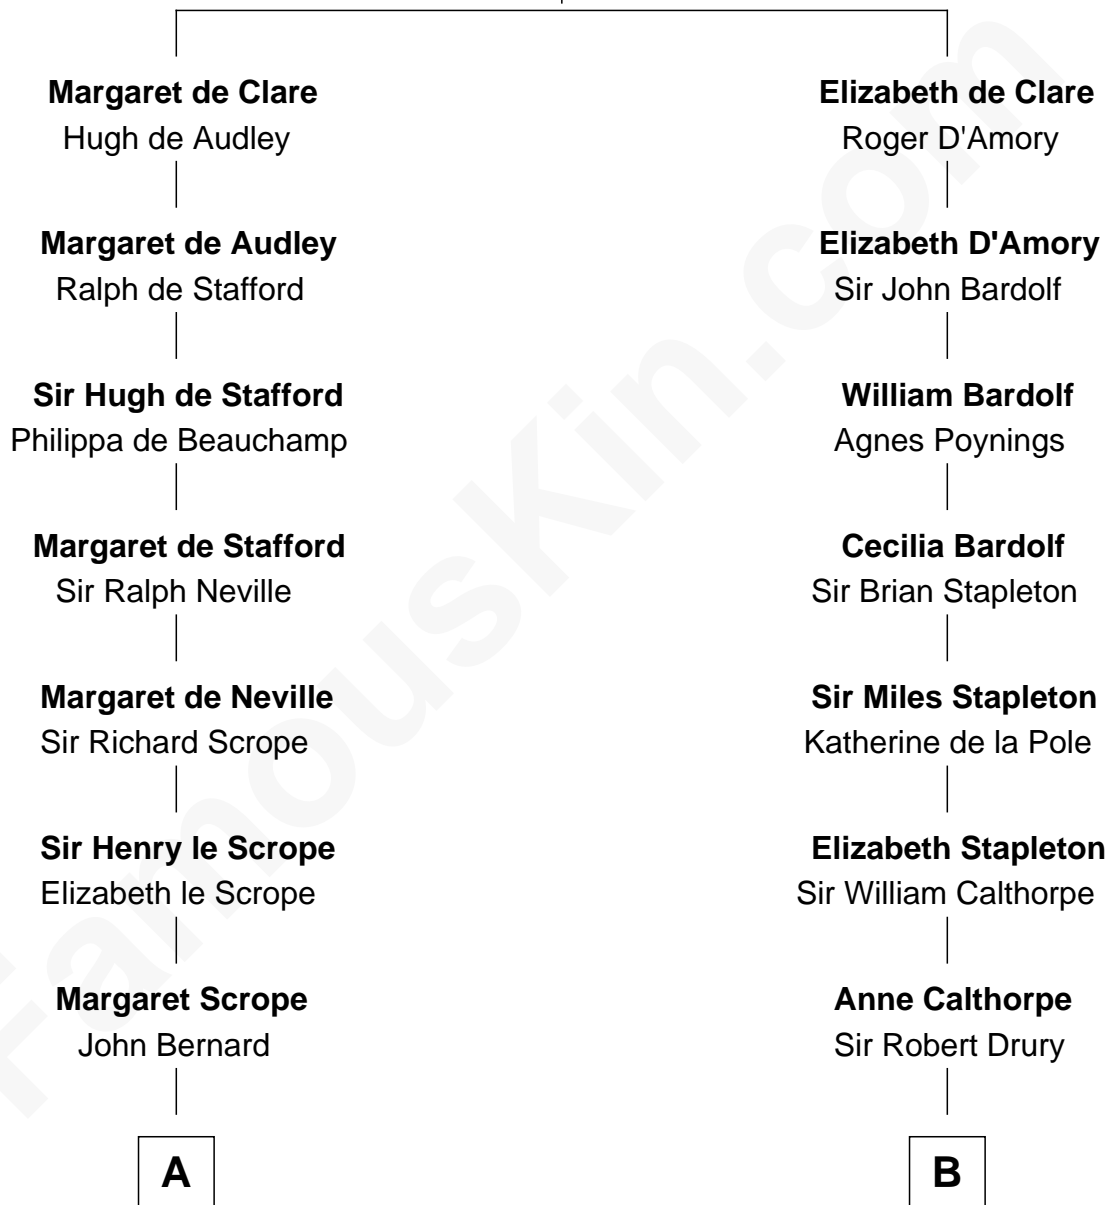 Margaret de Clare
Hugh de Audley
Margaret de Audley
Ralph de Stafford
Sir Hugh de Stafford
Philippa de Beauchamp
Margaret de Stafford
Sir Ralph Neville
Margaret de Neville
Sir Richard Scrope
Sir Henry le Scrope
Elizabeth le Scrope
Margaret Scrope
John Bernard
A
Elizabeth de Clare
Roger D'Amory
Elizabeth D'Amory
Sir John Bardolf
William Bardolf
Agnes Poynings
Cecilia Bardolf
Sir Brian Stapleton
Sir Miles Stapleton
Katherine de la Pole
Elizabeth Stapleton
Sir William Calthorpe
Anne Calthorpe
Sir Robert Drury
B
FamousKin.com